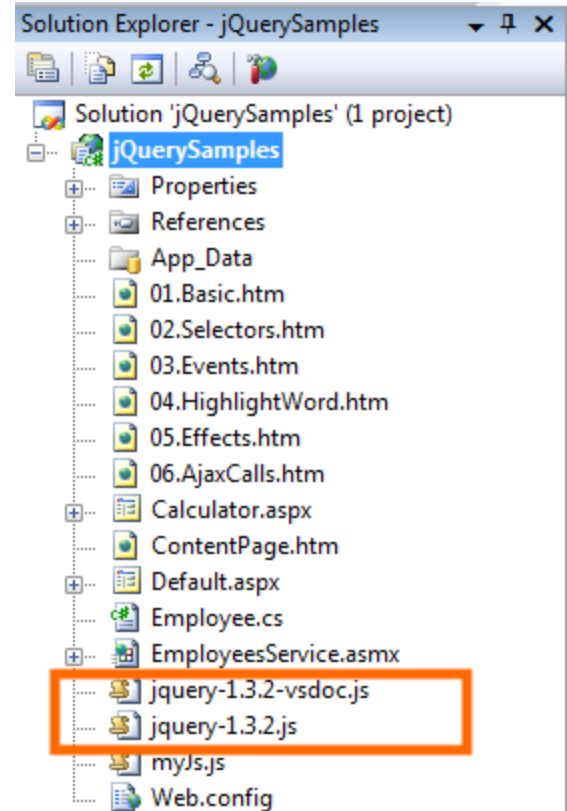 Solution Explorer - jQuerySamples
Solution 'jQuerySamples' (1 project)
jQuerySamples
Properties
References
App_Data
01.Basic.htm
02.Selectors.htm
03.Events.htm
04.HighlightWord.htm
05.Effects.htm
06.AjaxCalls.htm
Calculator.aspx
ContentPage.htm
Default.aspx
Employee.cs
EmployeesService.asmx
jquery-1.3.2-vsdoc.js
jquery-1.3.2.js
myJs.js
Web.config